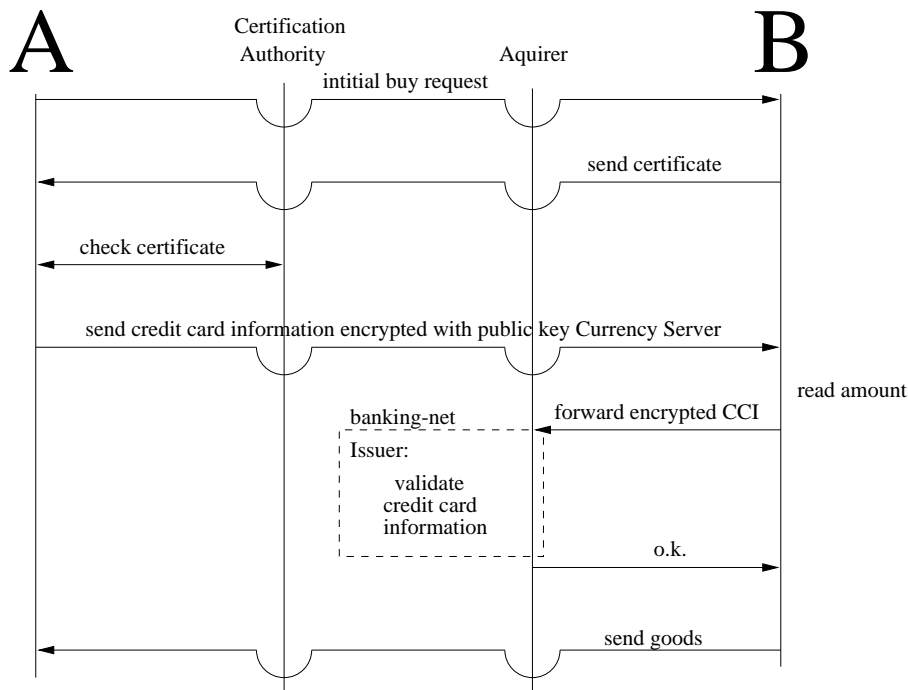 A
Certification
Authority
Aquirer
B
intitial buy request
send certificate
check certificate
send credit card information encrypted with public key Currency Server
read amount
forward encrypted CCI
banking-net
Issuer:
validate
credit card
information
o.k.
send goods